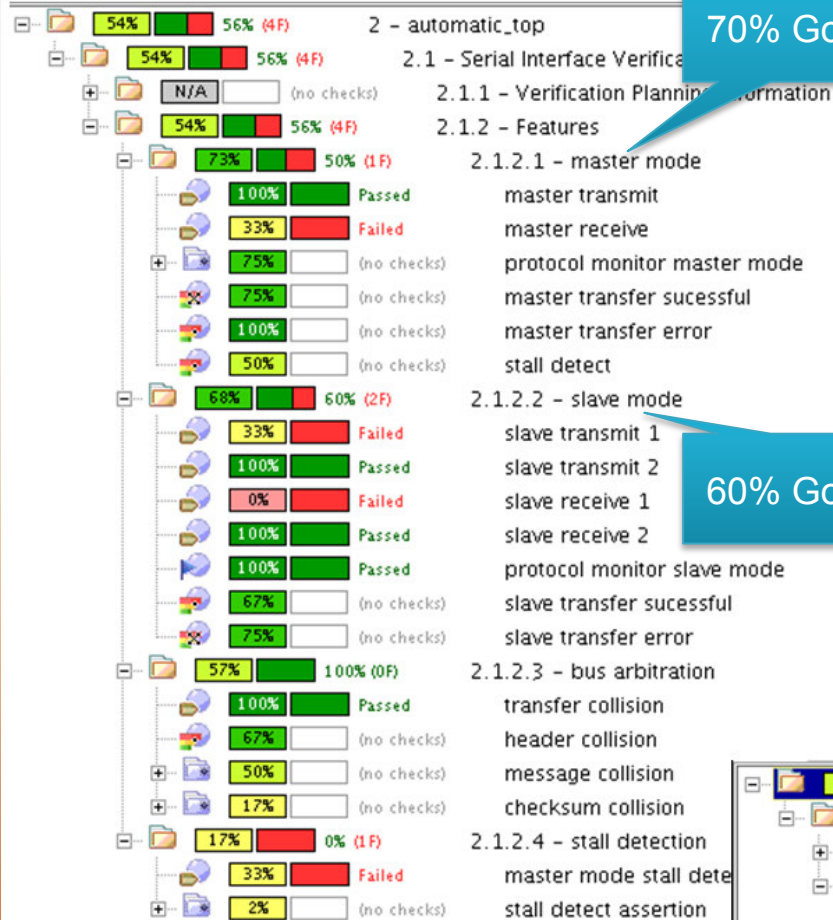 54% 56% (4F) 2 - automatic_top
70% Go
54% 56% (4F) 2.1 - Serial Interface Verifica
N/A (no checks) 2.1.1 - Verification Planning ormation
54% 56% (4F) 2.1.2 - Features
73% 50% (1F) 2.1.2.1 - master mode
100% Passed master transmit
33% Failed master receive
75% (no checks) protocol monitor master mode
75% (no checks) master transfer sucessful
100% (no checks) master transfer error
50% (no checks) stall detect
68% 60% (2F) 2.1.2.2 - slave mode
33% Failed slave transmit 1
100% Passed slave transmit 2
60% Go
0% Failed slave receive 1
100% Passed slave receive 2
100% Passed protocol monitor slave mode
67% (no checks) slave transfer sucessful
75% (no checks) slave transfer error
57% 100% (0F) 2.1.2.3 - bus arbitration
100% Passed transfer collision
67% (no checks) header collision
50% (no checks) message collision
17% (no checks) checksum collision
17% 0% (1F) 2.1.2.4 - stall detection
33% Failed master mode stall dete
2% (no checks) stall detect assertion